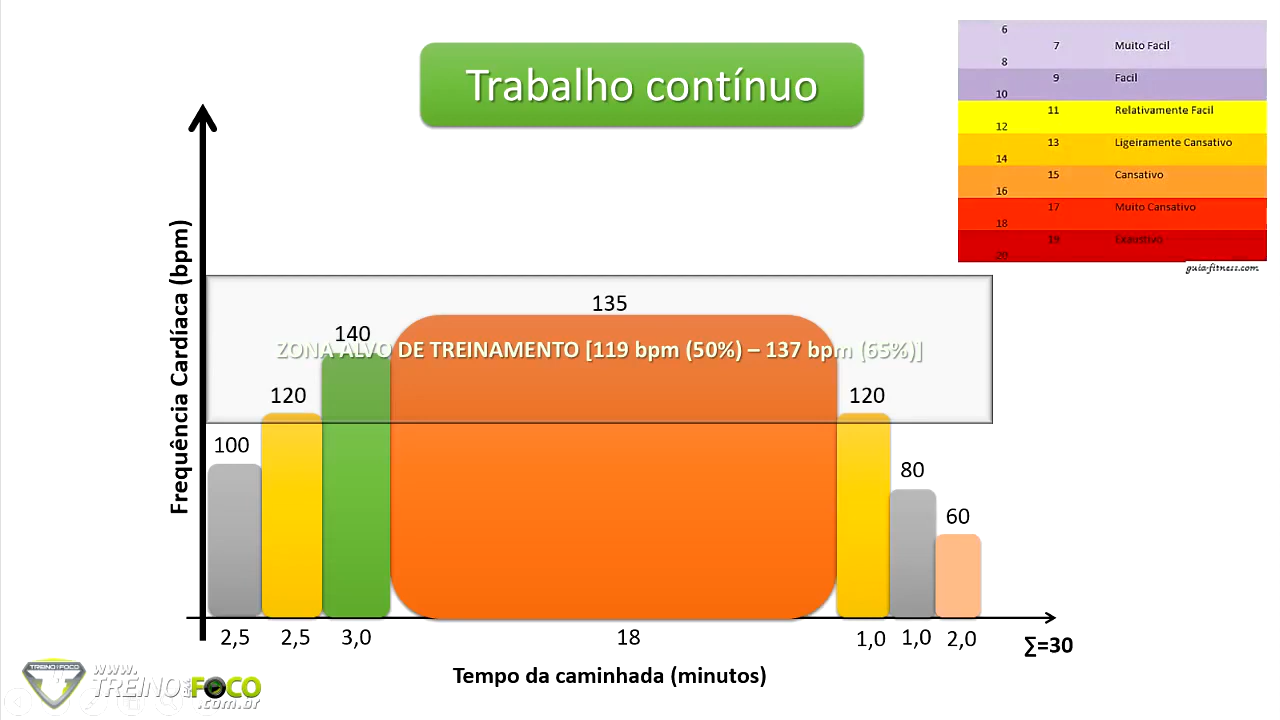 Trabalho contínuo
6
7 Muito Facil
8
9 Facil
10
11 Relativamente Facil
12
13 Ligeiramente Cansativo
14
15 Cansativo
16
17 Muito Cansativo
18
19 Exaustivo
20
guia-fitness.com
Frequência Cardíaca (bpm)
135
140
ZONA ALVO DE TREINAMENTO [119 bpm (50%) – 137 bpm (65%)]
120
120
100
80
60
2,5 2,5 3,0 18 1,0 1,0 2,0
∑=30
Tempo da caminhada (minutos)
TREINO FOCO
www.
TREINO EM FOCO
.com.br